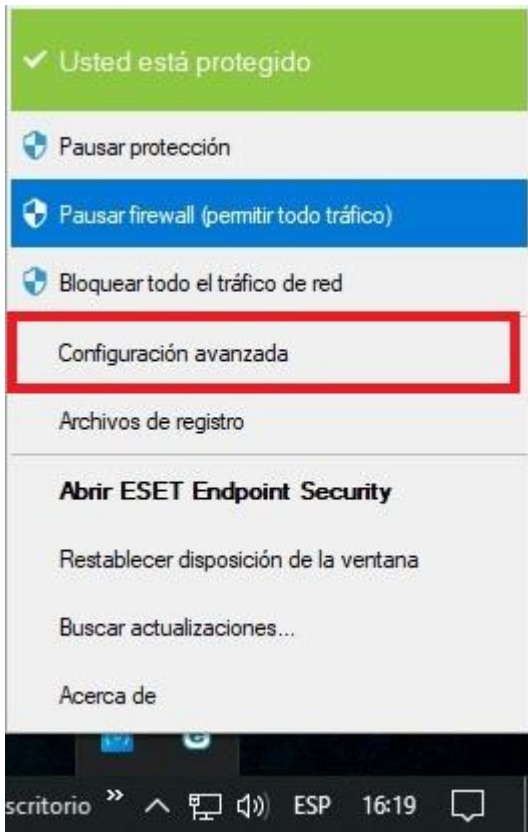 Usted está protegido
Pausar protección
Pausar firewall (permitir todo tráfico)
Bloquear todo el tráfico de red
Configuración avanzada
Archivos de registro
Abrir ESET Endpoint Security
Restablecer disposición de la ventana
Buscar actualizaciones...
Acerca de
scritorio » ESP 16:19